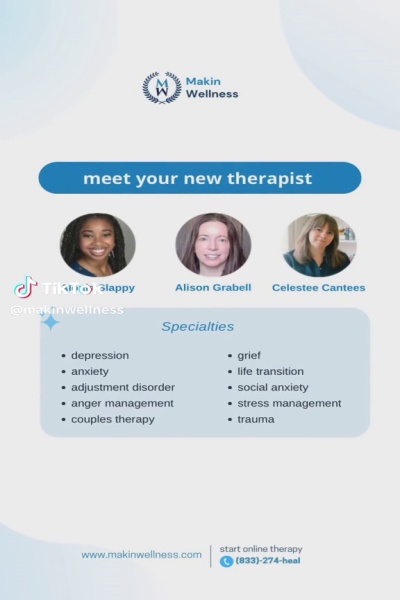 Makin
Wellness
meet your new therapist
Slappy
Alison Grabell
Celestee Cantees
TikTok
@makinwellness
Specialties
• depression
• anxiety
• adjustment disorder
• anger management
• couples therapy
• grief
• life transition
• social anxiety
• stress management
• trauma
www.makinwellness.com
start online therapy
(833)-274-heal